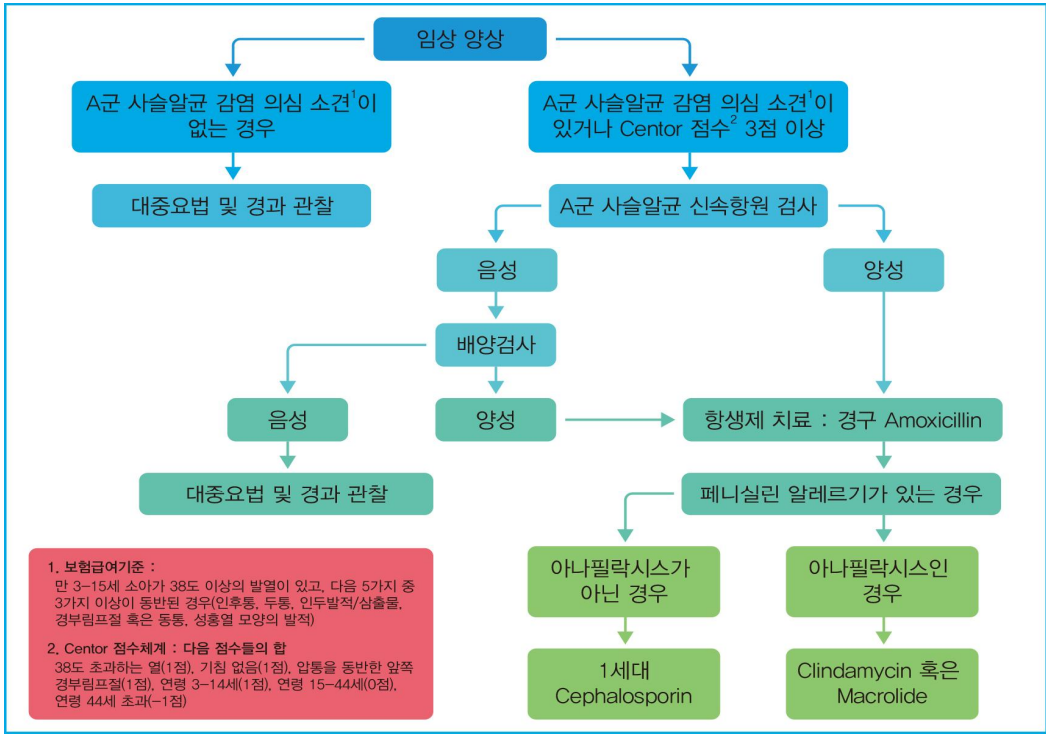 임상 양상
A군 사슬알균 감염 의심 소견1이
없는 경우
A군 사슬알균 감염 의심 소견1이
있거나 Centor 점수2 3점 이상
대중요법 및 경과 관찰
A군 사슬알균 신속항원 검사
음성
양성
배양검사
음성
양성
항생제 치료 : 경구 Amoxicillin
대중요법 및 경과 관찰
페니실린 알레르기가 있는 경우
아나필락시스가
아닌 경우
아나필락시스인
경우
1세대
Cephalosporin
Clindamycin 혹은
Macrolide
1. 보험급여기준 :
만 3-15세 소아가 38도 이상의 발열이 있고, 다음 5가지 중
3가지 이상이 동반된 경우(인후통, 두통, 인두발적/삼출물,
경부림프절 혹은 동통, 성홍열 모양의 발적)
2. Centor 점수체계 : 다음 점수들의 합
38도 초과하는 열(1점), 기침 없음(1점), 압통을 동반한 앞쪽
경부림프절(1점), 연령 3-14세(1점), 연령 15-44세(0점),
연령 44세 초과(-1점)